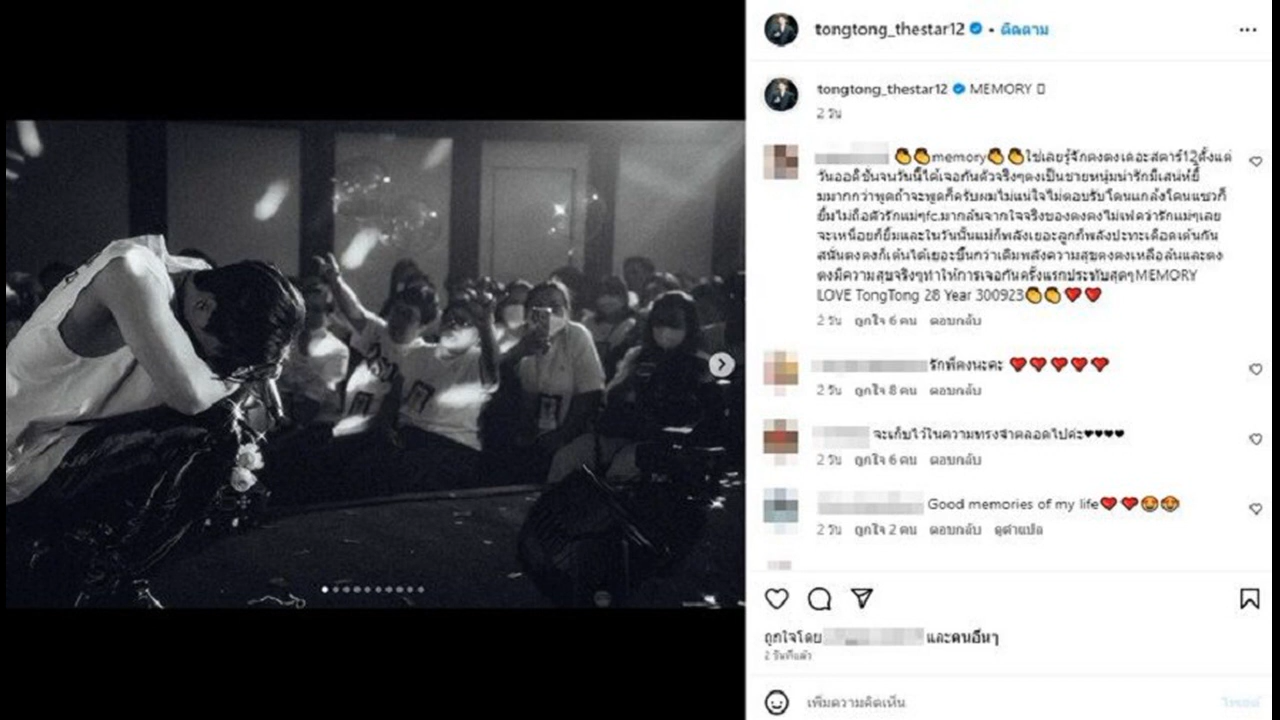 tongtong_thestar12 • ติดตาม
tongtong_thestar12 MEMORY
2 วัน
memory ใช่เลยรู้จักตงตงเดอะสตาร์12ตั้งแต่
วันออดิชั่นจนวันนี้ได้เจอกันตัวจริงๆตงเป็นชายหนุ่มน่ารักมีเสน่ห์ยิ้
มมากกว่าพูดถ้าจะพูดก็ครับผมไม่แน่ใจไม่ตอบรับโดนแกล้งโดนแซวก็
ยิ้มไม่ถือตัวรักแม่ๆfc.มากล้นจากใจจริงของตงตงไม่เฟคว่ารักแม่ๆเลย
จะเหนื่อยก็ยิ้มและในวันนั้นแม่ก็พลังเยอะลูกก็พลังปะทะเดือดเต้นกัน
สนั่นตงตงก็เต้นได้เยอะขึ้นกว่าเดิมพลังความสุขตงตงเหลือล้นและตง
ตงมีความสุขจริงๆทำให้การเจอกันครั้งแรกประทับสุดๆMEMORY
LOVE TongTong 28 Year 300923👏👏❤️❤️
2 วัน ถูกใจ 6 คน ตอบกลับ
รักพี่ตงนะคะ ❤️❤️❤️❤️❤️
2 วัน ถูกใจ 8 คน ตอบกลับ
จะเก็บไว้ในความทรงจำตลอดไปค่ะ♥♥♥♥
2 วัน ถูกใจ 6 คน ตอบกลับ
Good memories of my life❤️❤️
2 วัน ถูกใจ 2 คน ตอบกลับ ดูคำแปล
ถูกใจโดย และคนอื่นๆ
2 วันที่แล้ว
เพิ่มความคิดเห็น
โพสต์